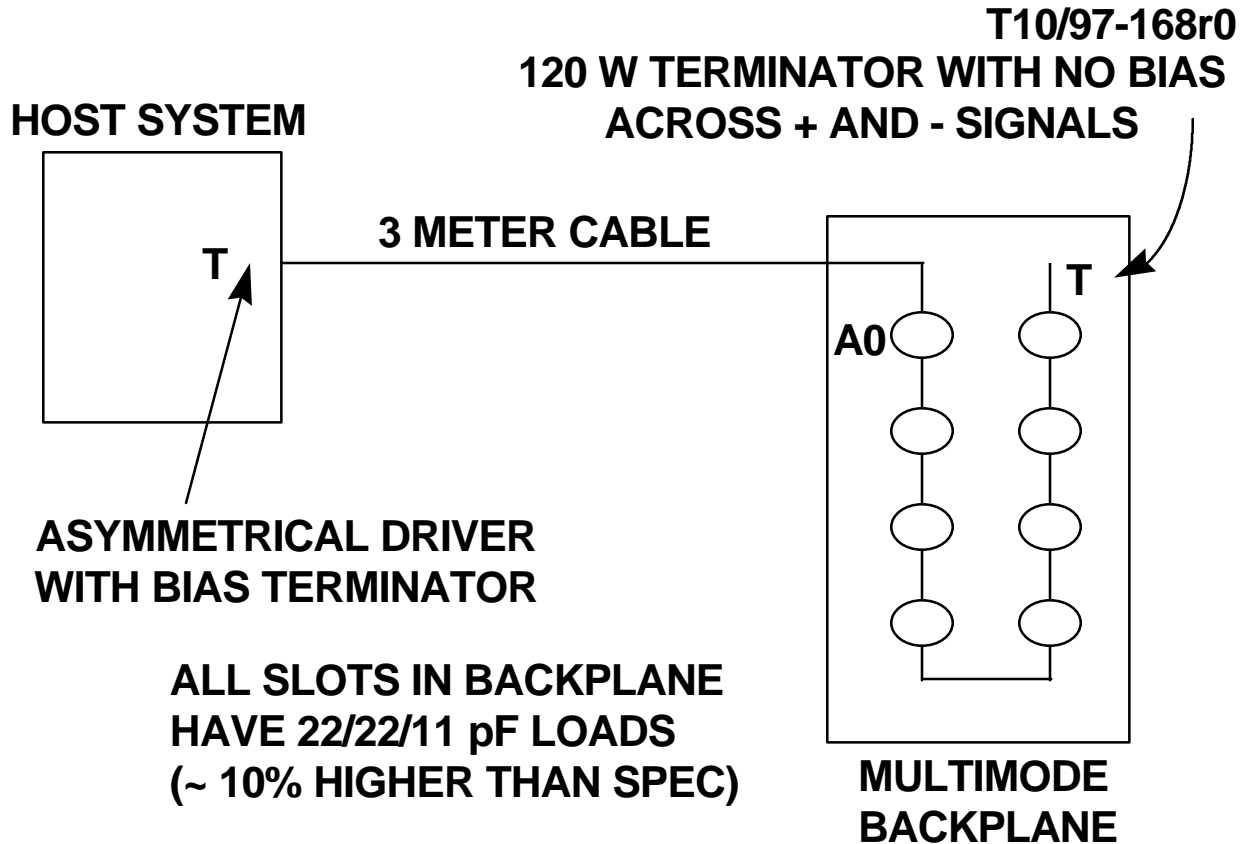 T10/97-168r0
120 W TERMINATOR WITH NO BIAS
ACROSS + AND - SIGNALS
HOST SYSTEM
3 METER CABLE
T
T
A0
ASYMMETRICAL DRIVER
WITH BIAS TERMINATOR
ALL SLOTS IN BACKPLANE
HAVE 22/22/11 pF LOADS
(~ 10% HIGHER THAN SPEC)
MULTIMODE
BACKPLANE